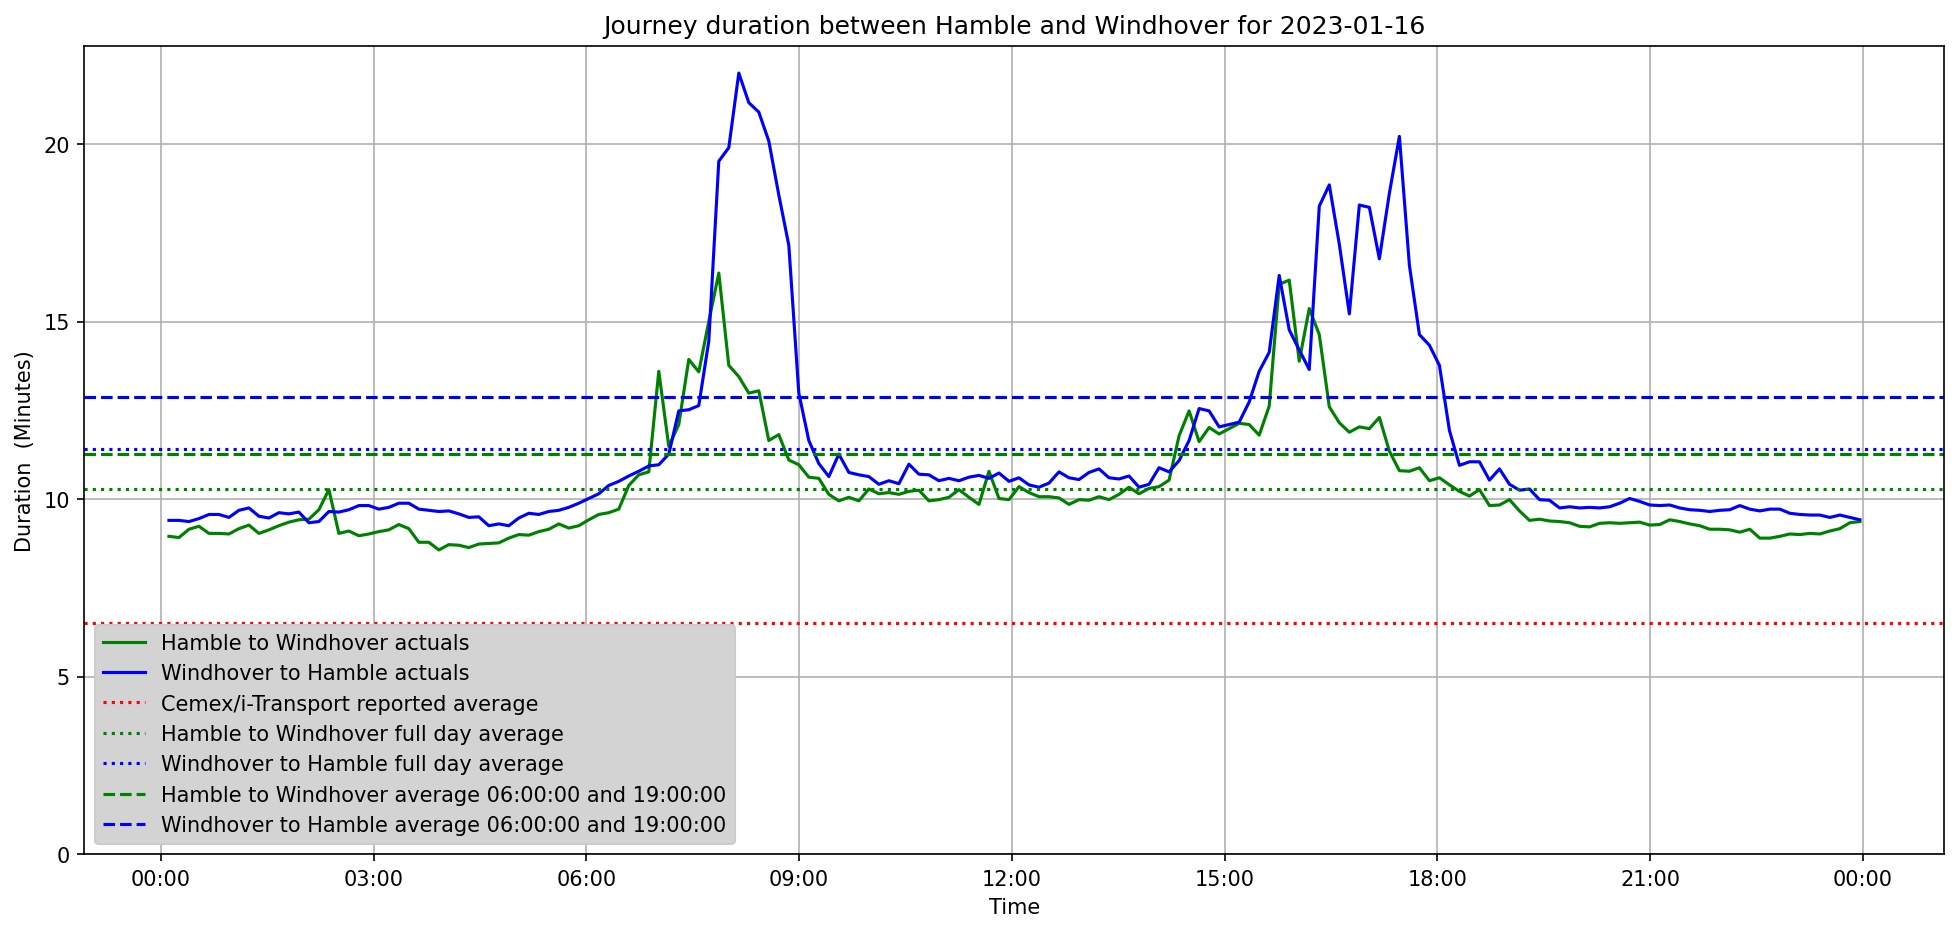 Journey duration between Hamble and Windhover for 2023-01-16
Duration  (Minutes)
20
15
10
5
0
Hamble to Windhover actuals
Windhover to Hamble actuals
Cemex/i-Transport reported average
Hamble to Windhover full day average
Windhover to Hamble full day average
Hamble to Windhover average 06:00:00 and 19:00:00
Windhover to Hamble average 06:00:00 and 19:00:00
00:00 03:00 06:00 09:00 12:00 15:00 18:00 21:00 00:00
Time